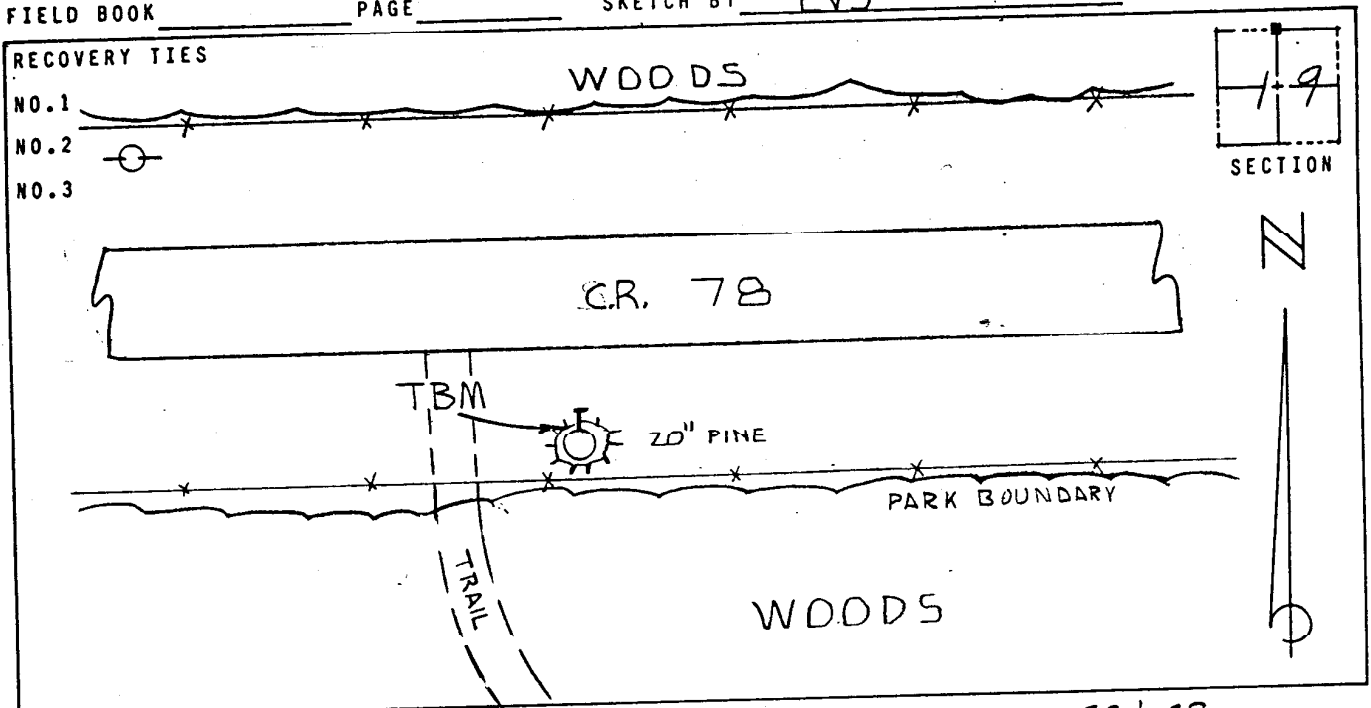 FIELD BOOK PAGE SKETCH BY
RECOVERY TIES
NO.1
NO.2
NO.3
WOODS
19
SECTION
N
C.R. 78
TBM
20" PINE
PARK BOUNDARY
TRAIL
WOODS